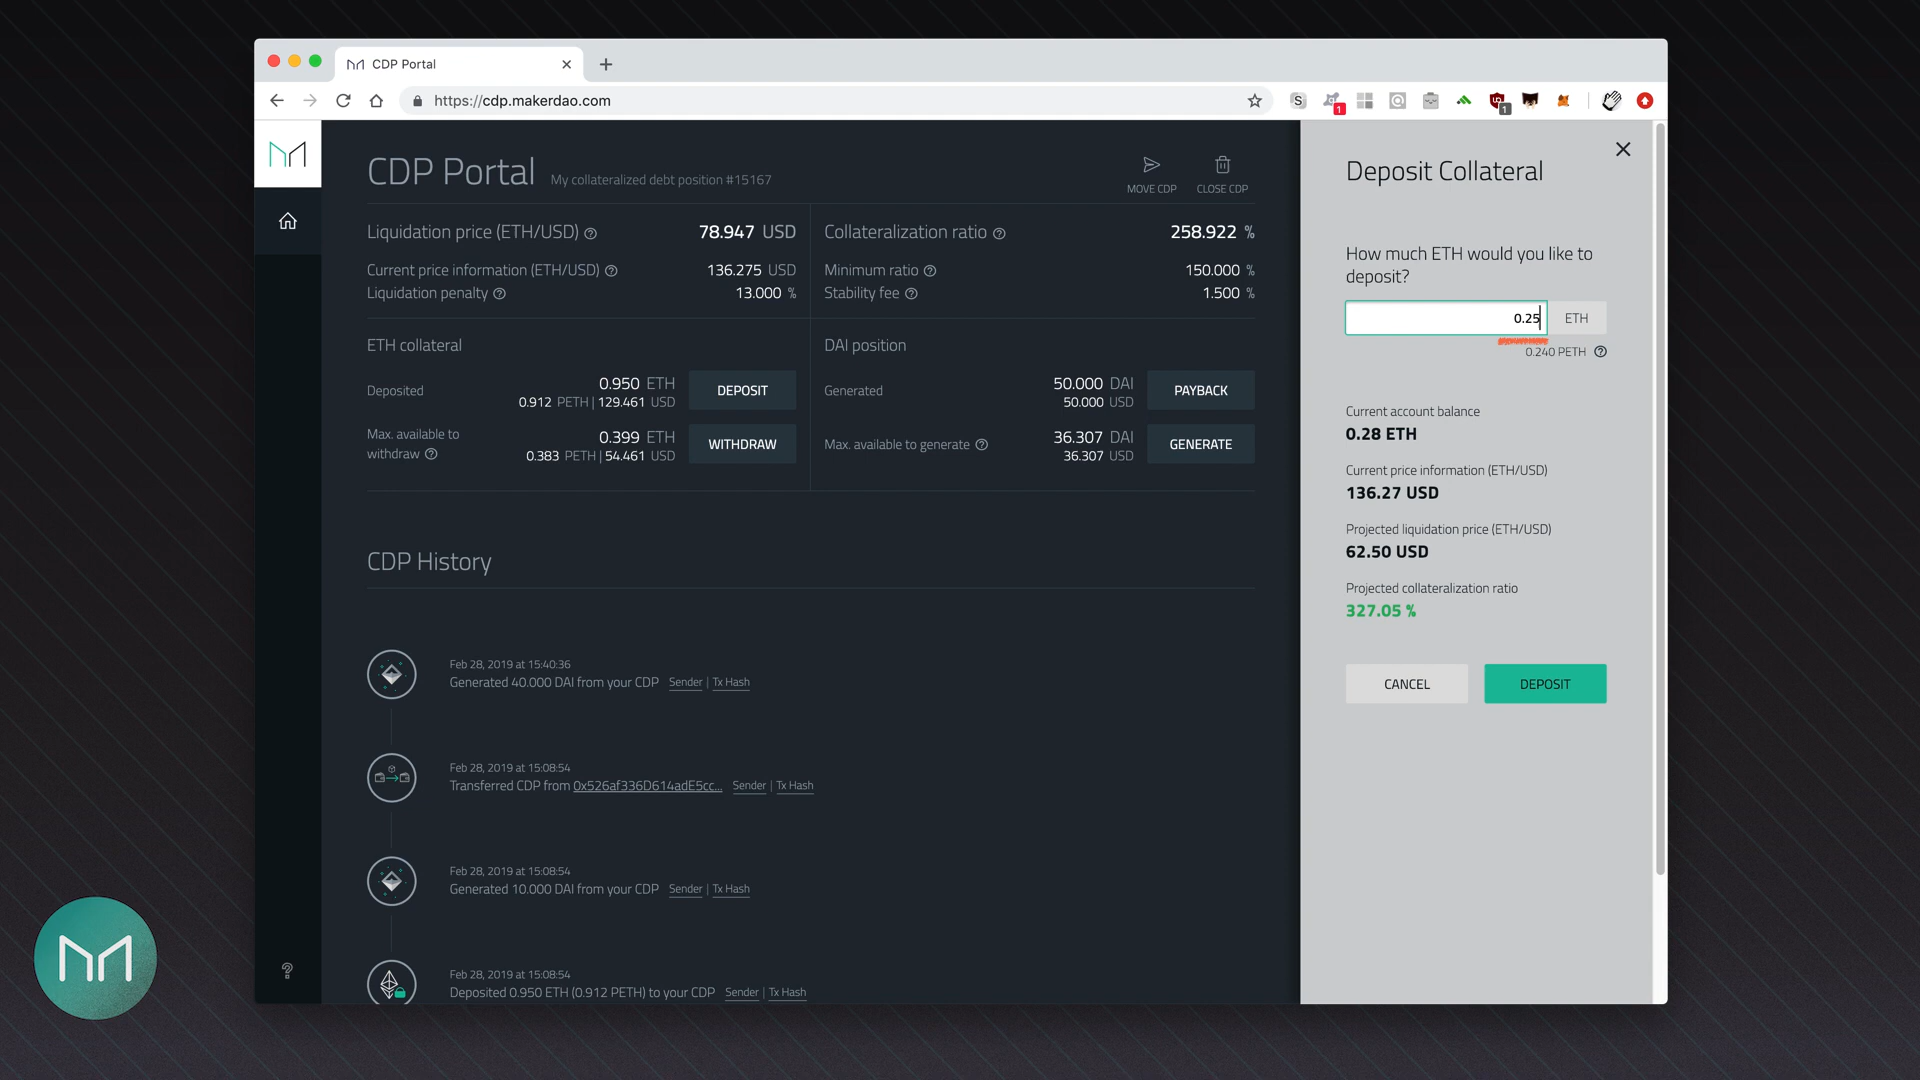 CDP Portal
https://cdp.makerdao.com
S
1
1
CDP Portal My collateralized debt position #15167
MOVE CDP
CLOSE CDP
Liquidation price (ETH/USD) 78.947 USD
Current price information (ETH/USD) 136.275 USD
Liquidation penalty 13.000 %
Collateralization ratio 258.922 %
Minimum ratio 150.000 %
Stability fee 1.500 %
ETH collateral
Deposited 0.950 ETH
0.912 PETH | 129.461 USD
DEPOSIT
Max. available to withdraw 0.399 ETH
0.383 PETH | 54.461 USD
WITHDRAW
DAI position
Generated 50.000 DAI
50.000 USD
PAYBACK
Max. available to generate 36.307 DAI
36.307 USD
GENERATE
CDP History
Feb 28, 2019 at 15:40:36
Generated 40.000 DAI from your CDP Sender | Tx Hash
Feb 28, 2019 at 15:08:54
Transferred CDP from 0x526af336D614adE5cc... Sender | Tx Hash
Feb 28, 2019 at 15:08:54
Generated 10.000 DAI from your CDP Sender | Tx Hash
Feb 28, 2019 at 15:08:54
Deposited 0.950 ETH (0.912 PETH) to your CDP Sender | Tx Hash
Deposit Collateral
How much ETH would you like to
deposit?
0.25 ETH
0.240 PETH
Current account balance
0.28 ETH
Current price information (ETH/USD)
136.27 USD
Projected liquidation price (ETH/USD)
62.50 USD
Projected collateralization ratio
327.05 %
CANCEL
DEPOSIT